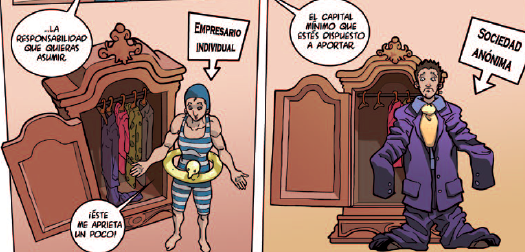 ...LA
RESPONSABILIDAD
QUE QUIERAS
ASUMIR.
EMPRESARIO
INDIVIDUAL
¡ÉSTE
ME APRIETA
UN POCO!
EL CAPITAL
MÍNIMO QUE
ESTÉS DISPUESTO
A APORTAR.
SOCIEDAD
ANÓNIMA